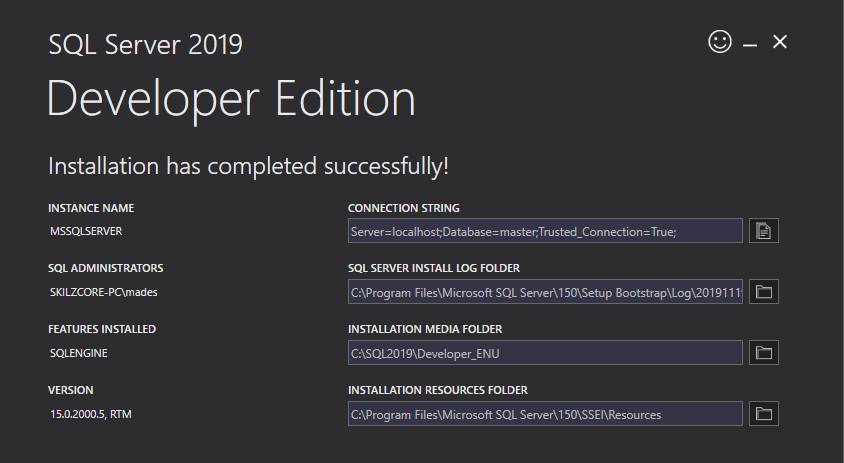 SQL Server 2019
Developer Edition
Installation has completed successfully!
INSTANCE NAME
MSSQLSERVER
CONNECTION STRING
Server=localhost;Database=master;Trusted_Connection=True;
SQL ADMINISTRATORS
SKILZCORE-PC\mades
SQL SERVER INSTALL LOG FOLDER
C:\Program Files\Microsoft SQL Server\150\Setup Bootstrap\Log\2019111
FEATURES INSTALLED
SQLENGINE
INSTALLATION MEDIA FOLDER
C:\SQL2019\Developer_ENU
VERSION
15.0.2000.5, RTM
INSTALLATION RESOURCES FOLDER
C:\Program Files\Microsoft SQL Server\150\SSEI\Resources